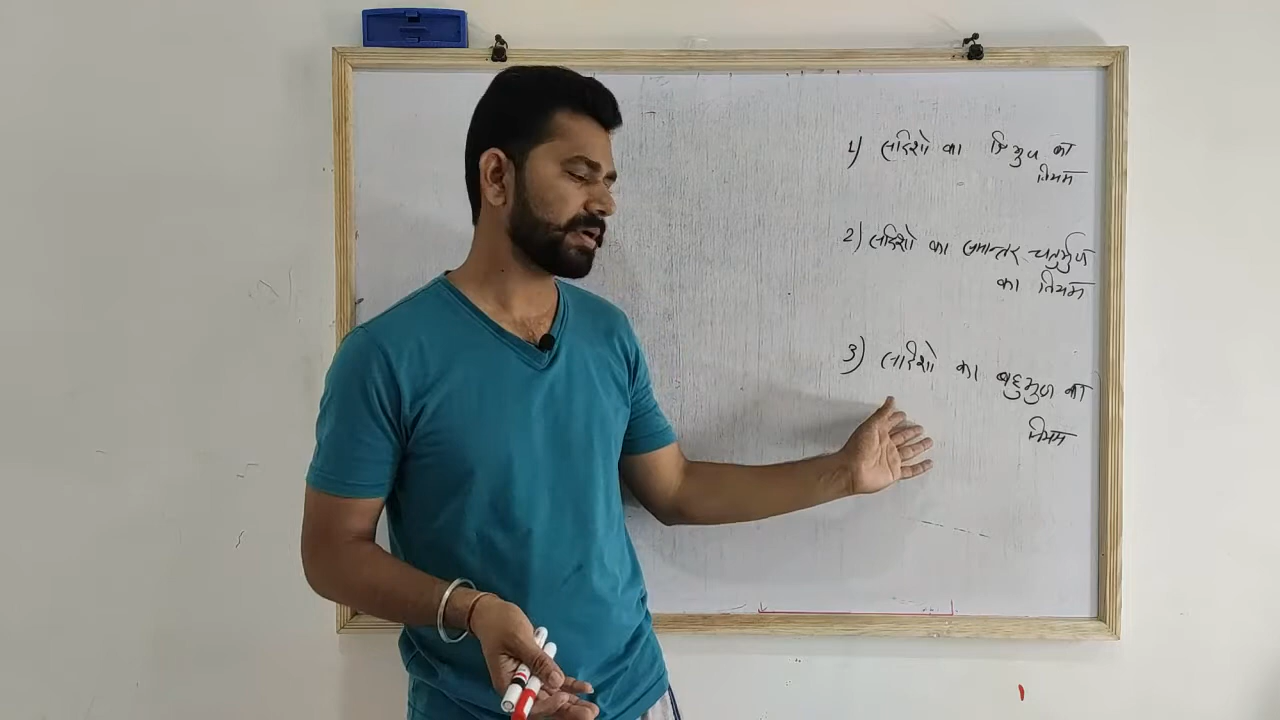 1) सदिशो का त्रिभुज का
नियम
2) सदिशो का समान्तर चतुर्भुज
का नियम
3) सदिशो का बहुभुज का
नियम